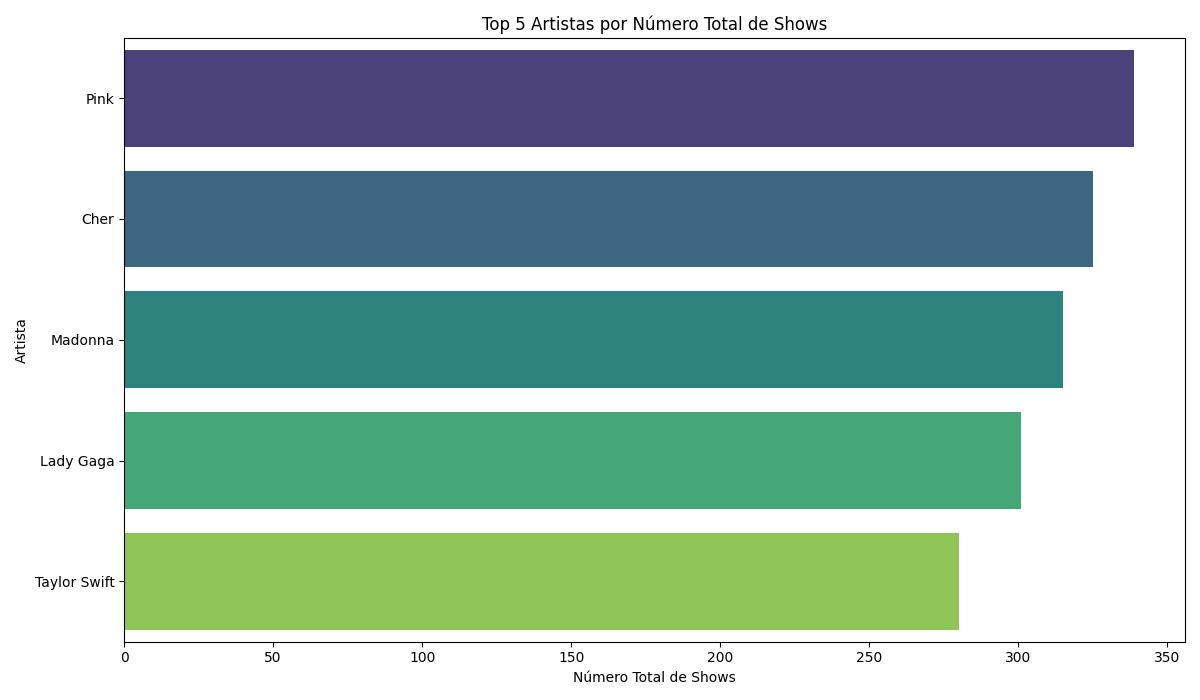 Top 5 Artistas por Número Total de Shows
Artista
Pink
Cher
Madonna
Lady Gaga
Taylor Swift
0 50 100 150 200 250 300 350
Número Total de Shows